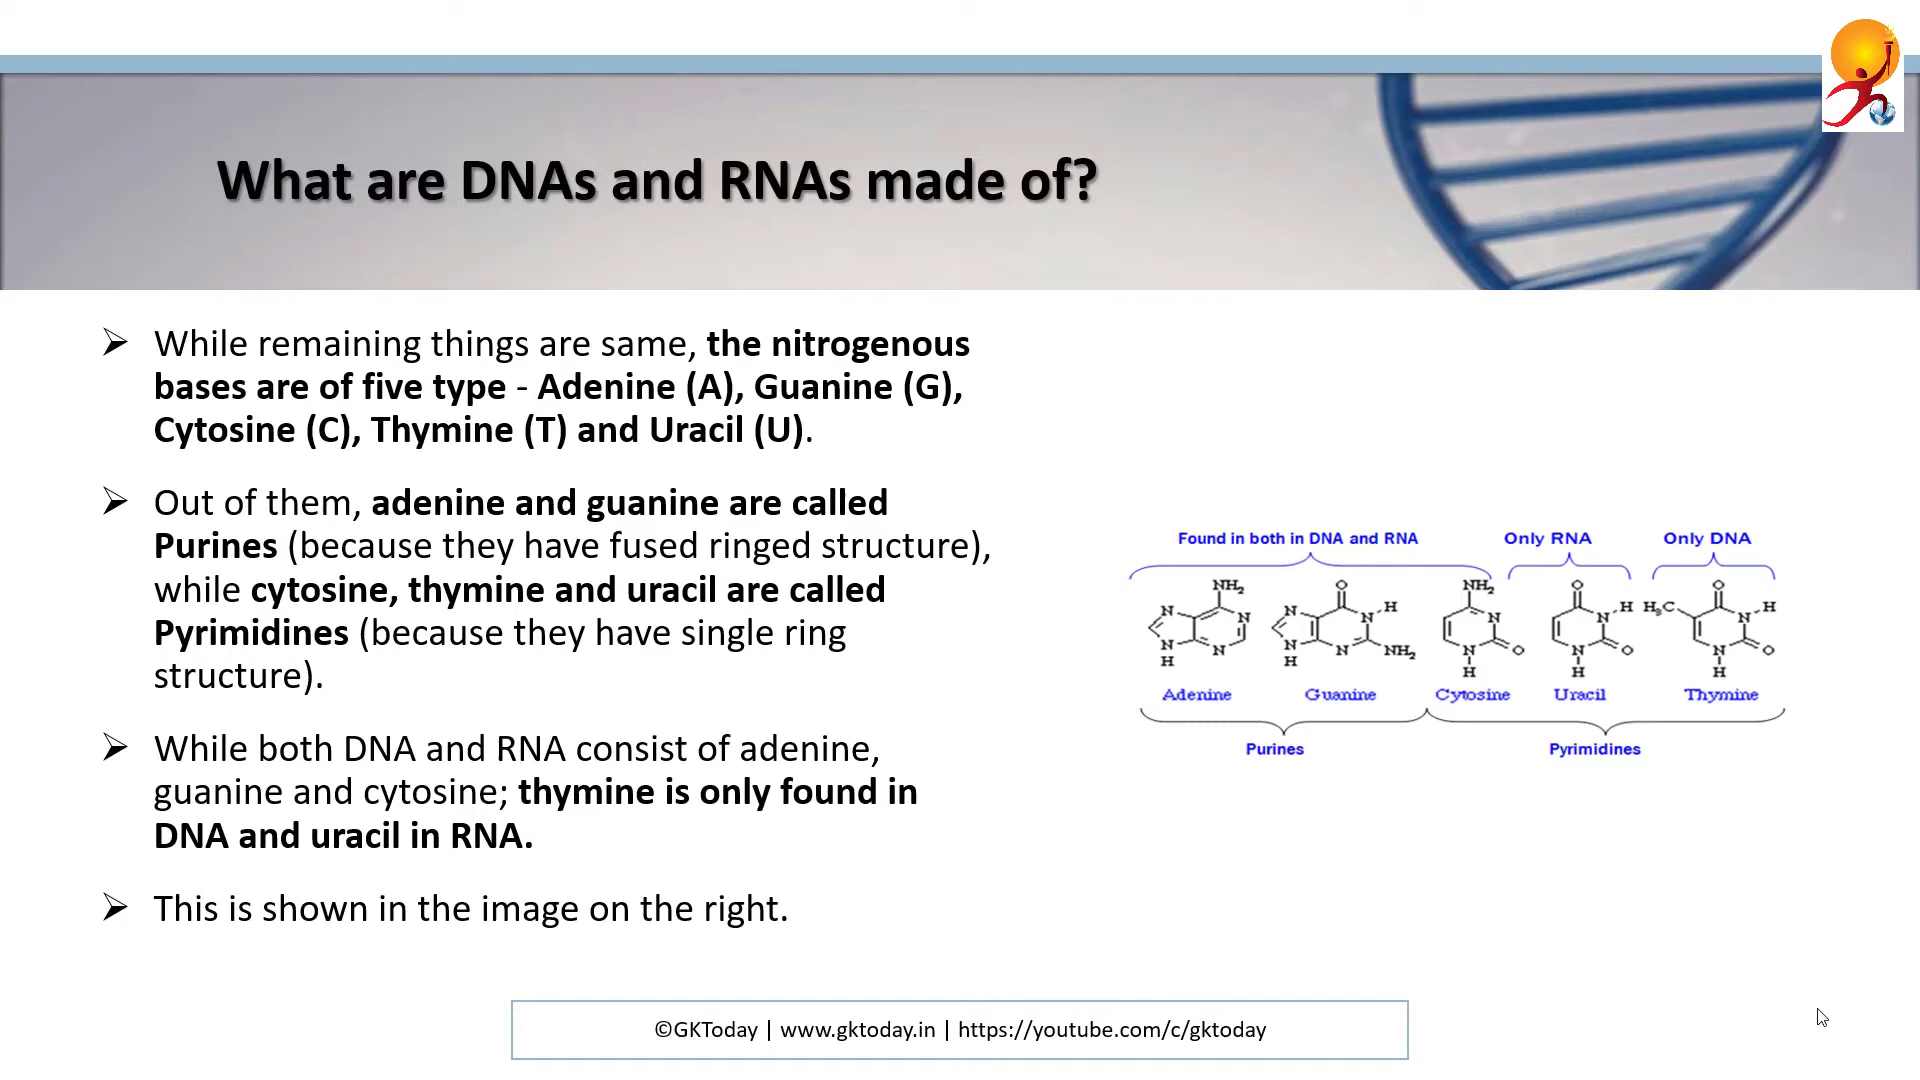 What are DNAs and RNAs made of?
➢ While remaining things are same, the nitrogenous
bases are of five type - Adenine (A), Guanine (G),
Cytosine (C), Thymine (T) and Uracil (U).
➢ Out of them, adenine and guanine are called
Purines (because they have fused ringed structure),
while cytosine, thymine and uracil are called
Pyrimidines (because they have single ring
structure).
➢ While both DNA and RNA consist of adenine,
guanine and cytosine; thymine is only found in
DNA and uracil in RNA.
➢ This is shown in the image on the right.
Found in both in DNA and RNA Only RNA Only DNA
NH₂ N N N N H
O N H N N N H NH₂
NH₂ N N O H
O N H N O H
O H₃C N H N O H
Adenine Guanine Cytosine Uracil Thymine
Purines Pyrimidines
©GKToday | www.gktoday.in | https://youtube.com/c/gktoday